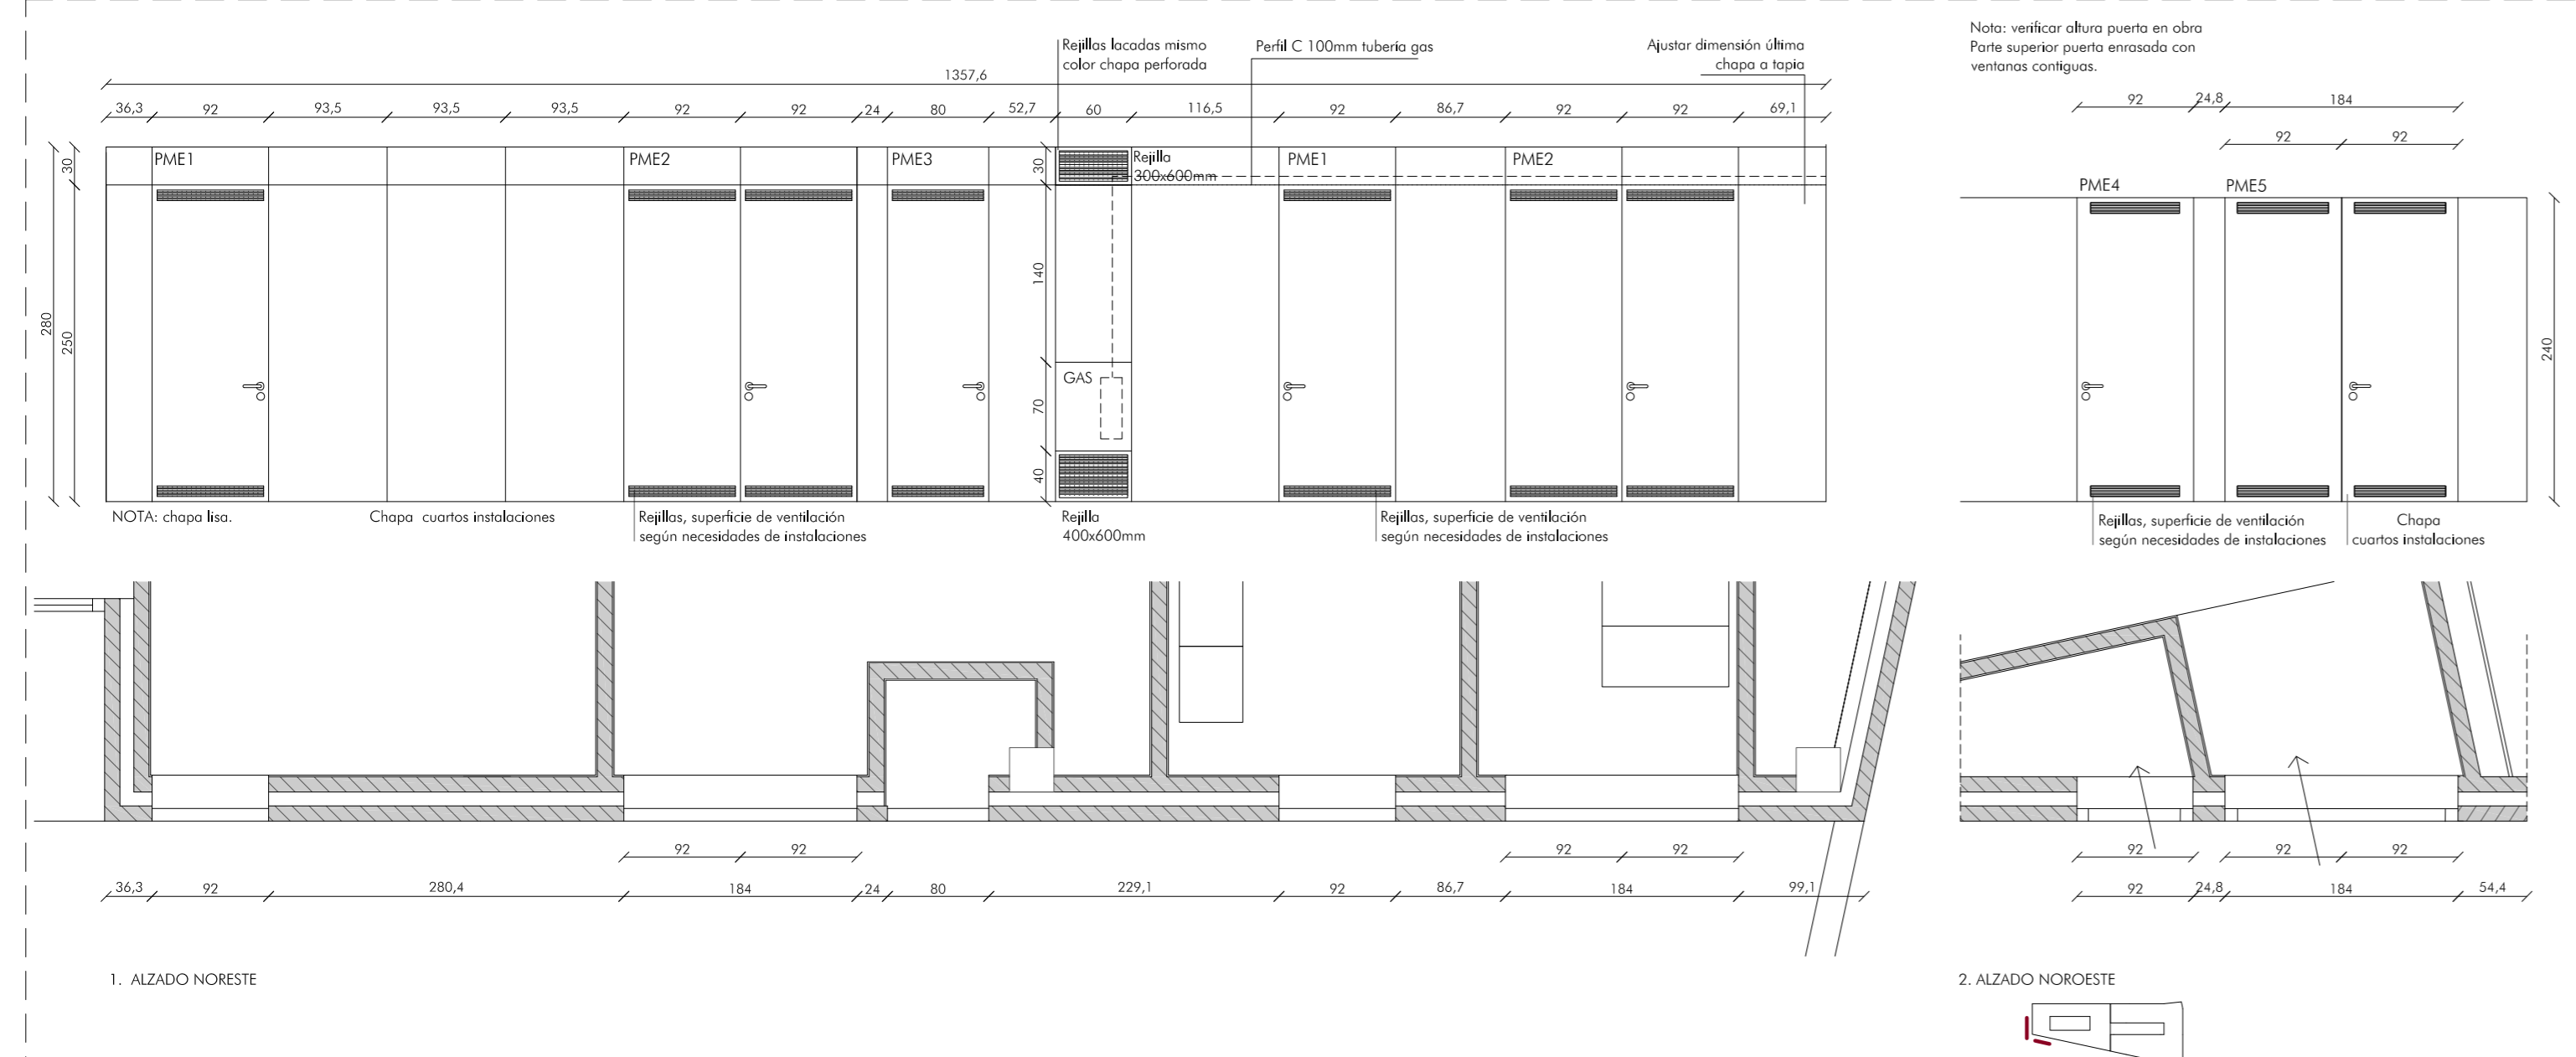 Rejillas lacadas mismo
color chapa perforada
Perfil C 100mm tubería gas
Ajustar dimensión última
chapa a tapia
Nota: verificar altura puerta en obra
Parte superior puerta enrasada con
ventanas contiguas.
1357,6
36,3 92 93,5 93,5 93,5 92 92 24 80 52,7 60 116,5 92 86,7 92 92 69,1
92 24,8 184
92 92
30
280
250
PME1
PME2
PME3
30
Rejilla
300x600mm
PME1
PME2
140
GAS
70
40
PME4
PME5
240
NOTA: chapa lisa.
Chapa cuartos instalaciones
Rejillas, superficie de ventilación
según necesidades de instalaciones
Rejilla
400x600mm
Rejillas, superficie de ventilación
según necesidades de instalaciones
Rejillas, superficie de ventilación
según necesidades de instalaciones
Chapa
cuartos instalaciones
92 92 92 92
36,3 92 280,4 184 24 80 229,1 92 86,7 184 99,1
92 92 92
92 24,8 184 54,4
1. ALZADO NORESTE
2. ALZADO NOROESTE